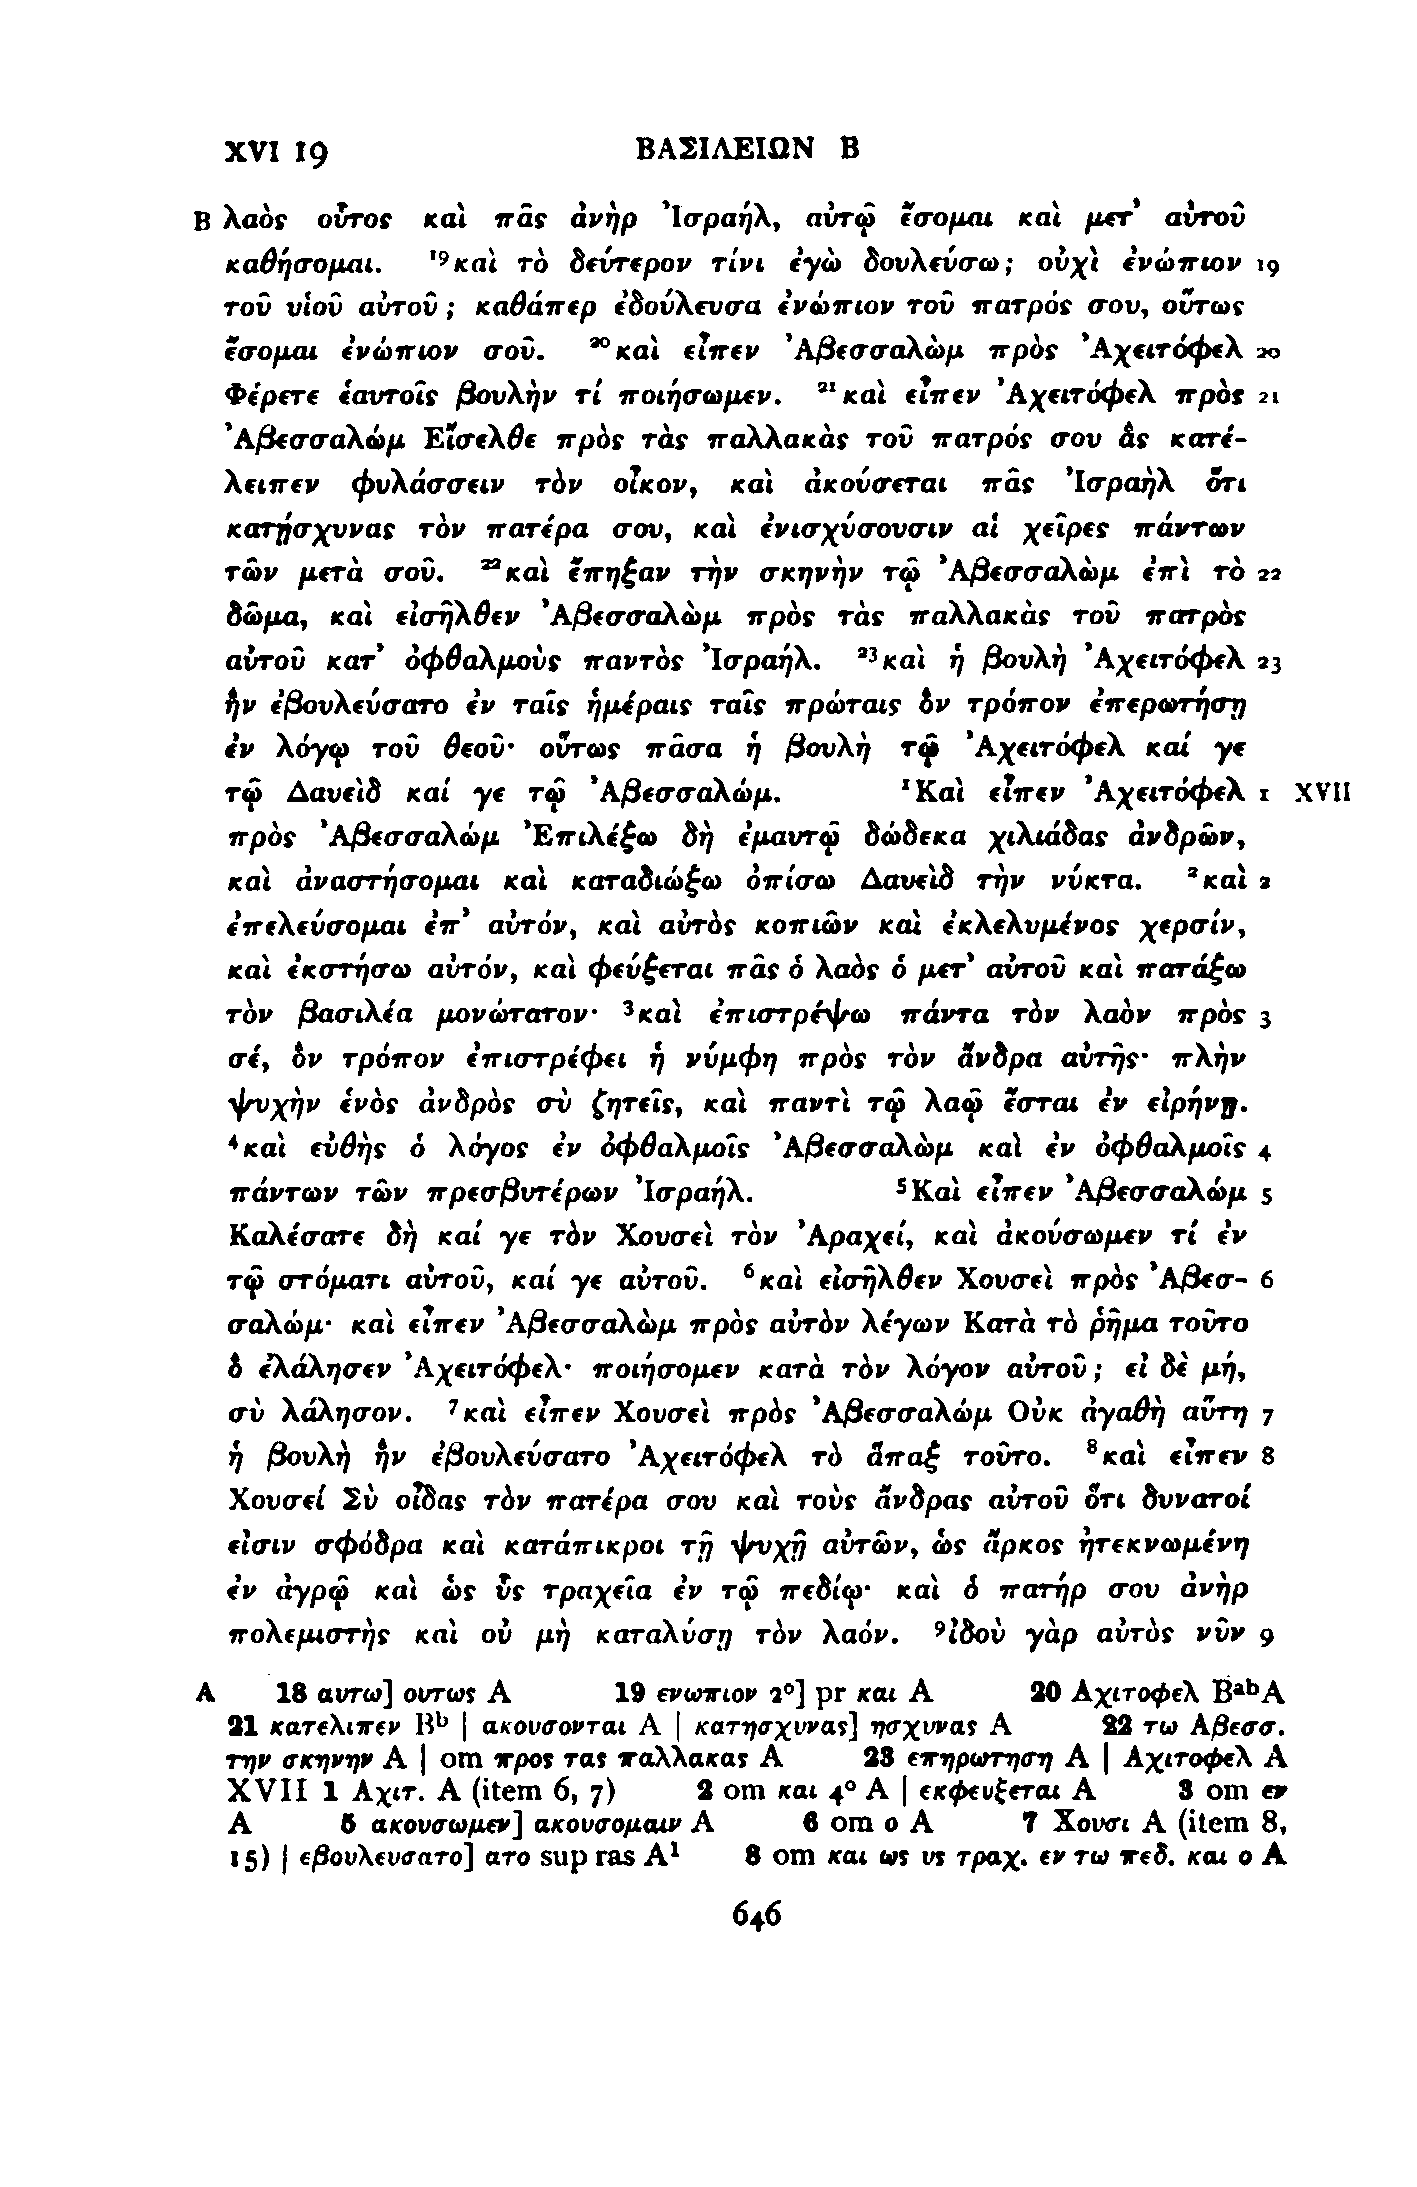 XVI 19 ΒΑΣΙΛΕΙΩΝ Β
B λαὸς οὗτος καὶ πᾶς ἀνὴρ Ἰσραήλ, αὐτῷ ἔσομαι καὶ μετ’ αὐτοῦ
καθήσομαι. ¹⁹καὶ τὸ δεύτερον τίνι ἐγὼ δουλεύσω; οὐχὶ ἐνώπιον 19
τοῦ υἱοῦ αὐτοῦ; καθάπερ ἐδούλευσα ἐνώπιον τοῦ πατρός σου, οὕτως
ἔσομαι ἐνώπιον σοῦ. ²⁰καὶ εἶπεν Ἀβεσσαλὼμ πρὸς Ἀχειτόφελ 20
Φέρετε ἑαυτοῖς βουλὴν τί ποιήσωμεν. ²¹καὶ εἶπεν Ἀχειτόφελ πρὸς 21
Ἀβεσσαλώμ Εἴσελθε πρὸς τὰς παλλακὰς τοῦ πατρός σου ἃς κατέ-
λειπεν φυλάσσειν τὸν οἶκον, καὶ ἀκούσεται πᾶς Ἰσραὴλ ὅτι
κατῄσχυνας τὸν πατέρα σου, καὶ ἐνισχύσουσιν αἱ χεῖρες πάντων
τῶν μετὰ σοῦ. ²²καὶ ἔπηξαν τὴν σκηνὴν τῷ Ἀβεσσαλὼμ ἐπὶ τὸ 22
δῶμα, καὶ εἰσῆλθεν Ἀβεσσαλὼμ πρὸς τὰς παλλακὰς τοῦ πατρὸς
αὐτοῦ κατ’ ὀφθαλμοὺς παντὸς Ἰσραήλ. ²³καὶ ἡ βουλὴ Ἀχειτόφελ 23
ἣν ἐβουλεύσατο ἐν ταῖς ἡμέραις ταῖς πρώταις ὃν τρόπον ἐπερωτήσῃ
ἐν λόγῳ τοῦ θεοῦ· οὕτως πᾶσα ἡ βουλὴ τῷ Ἀχειτόφελ καί γε
τῷ Δαυεὶδ καί γε τῷ Ἀβεσσαλώμ. ¹Καὶ εἶπεν Ἀχειτόφελ 1 XVII
πρὸς Ἀβεσσαλώμ Ἐπιλέξω δὴ ἐμαυτῷ δώδεκα χιλιάδας ἀνδρῶν,
καὶ ἀναστήσομαι καὶ καταδιώξω ὀπίσω Δαυεὶδ τὴν νύκτα. ²καὶ 2
ἐπελεύσομαι ἐπ’ αὐτόν, καὶ αὐτὸς κοπιῶν καὶ ἐκλελυμένος χερσίν,
καὶ ἐκστήσω αὐτόν, καὶ φεύξεται πᾶς ὁ λαὸς ὁ μετ’ αὐτοῦ καὶ πατάξω
τὸν βασιλέα μονώτατον· ³καὶ ἐπιστρέψω πάντα τὸν λαὸν πρὸς 3
σέ, ὃν τρόπον ἐπιστρέφει ἡ νύμφη πρὸς τὸν ἄνδρα αὐτῆς· πλὴν
ψυχὴν ἑνὸς ἀνδρὸς σὺ ζητεῖς, καὶ παντὶ τῷ λαῷ ἔσται ἐν εἰρήνῃ.
⁴καὶ εὐθὴς ὁ λόγος ἐν ὀφθαλμοῖς Ἀβεσσαλὼμ καὶ ἐν ὀφθαλμοῖς 4
πάντων τῶν πρεσβυτέρων Ἰσραήλ. ⁵Καὶ εἶπεν Ἀβεσσαλώμ 5
Καλέσατε δὴ καί γε τὸν Χουσεὶ τὸν Ἀραχεί, καὶ ἀκούσωμεν τί ἐν
τῷ στόματι αὐτοῦ, καί γε αὐτοῦ. ⁶καὶ εἰσῆλθεν Χουσεὶ πρὸς Ἀβεσ- 6
σαλώμ· καὶ εἶπεν Ἀβεσσαλὼμ πρὸς αὐτὸν λέγων Κατὰ τὸ ῥῆμα τοῦτο
ὃ ἐλάλησεν Ἀχειτόφελ· ποιήσομεν κατὰ τὸν λόγον αὐτοῦ; εἰ δὲ μή,
σὺ λάλησον. ⁷καὶ εἶπεν Χουσεὶ πρὸς Ἀβεσσαλώμ Οὐκ ἀγαθὴ αὕτη 7
ἡ βουλὴ ἣν ἐβουλεύσατο Ἀχειτόφελ τὸ ἅπαξ τοῦτο. ⁸καὶ εἶπεν 8
Χουσεί Σὺ οἶδας τὸν πατέρα σου καὶ τοὺς ἄνδρας αὐτοῦ ὅτι δυνατοί
εἰσιν σφόδρα καὶ κατάπικροι τῇ ψυχῇ αὐτῶν, ὡς ἄρκος ἠτεκνωμένη
ἐν ἀγρῷ καὶ ὡς ὗς τραχεῖα ἐν τῷ πεδίῳ· καὶ ὁ πατήρ σου ἀνὴρ
πολεμιστὴς καὶ οὐ μὴ καταλύσῃ τὸν λαόν. ⁹ἰδοὺ γὰρ αὐτὸς νῦν 9
A 18 αυτω] ουτως A 19 ενωπιον 2°] pr και A 20 Αχιτοφελ BᵃᵇA
21 κατελιπεν Bᵇ | ακουσονται A | κατησχυνας] ησχυνας A 22 τω Αβεσσ.
την σκηνην A | om προς τας παλλακας A 23 επηρωτηση A | Αχιτοφελ A
XVII 1 Αχιτ. A (item 6, 7) 2 om και 4° A | εκφευξεται A 3 om εν
A 5 ακουσωμεν] ακουσομαιν A 6 om ο A 7 Χουσι A (item 8,
15) | εβουλευσατο] ατο sup ras A¹ 8 om και ως υς τραχ. εν τω πεδ. και ο A
646